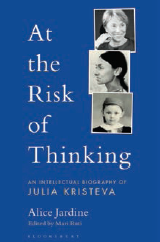 At
the
Risk
of
Thinking
AN INTELLECTUAL BIOGRAPHY OF
JULIA KRISTEVA
Alice Jardine
Edited by Mari Ruti
BLOOMSBURY